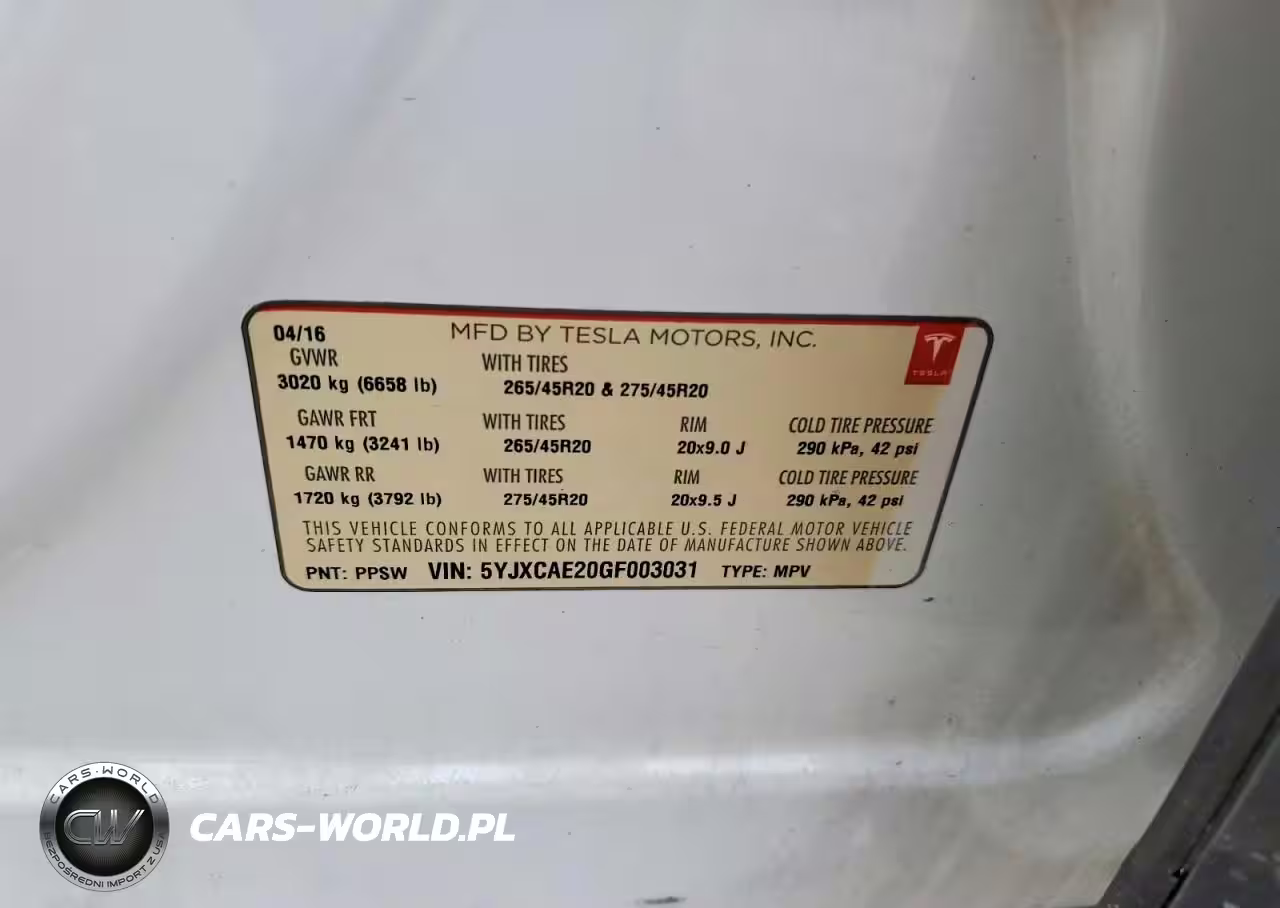 04/16 MFD BY TESLA MOTORS, INC.
TESLA
GVWR WITH TIRES
3020 kg (6658 lb) 265/45R20 & 275/45R20
GAWR FRT WITH TIRES RIM COLD TIRE PRESSURE
1470 kg (3241 lb) 265/45R20 20x9.0 J 290 kPa, 42 psi
GAWR RR WITH TIRES RIM COLD TIRE PRESSURE
1720 kg (3792 lb) 275/45R20 20x9.5 J 290 kPa, 42 psi
THIS VEHICLE CONFORMS TO ALL APPLICABLE U.S. FEDERAL MOTOR VEHICLE
SAFETY STANDARDS IN EFFECT ON THE DATE OF MANUFACTURE SHOWN ABOVE.
PNT: PPSW VIN: 5YJXCAE20GF003031 TYPE: MPV
CARS-WORLD
CW
BEZPOŚREDNI IMPORT Z USA
CARS-WORLD.PL